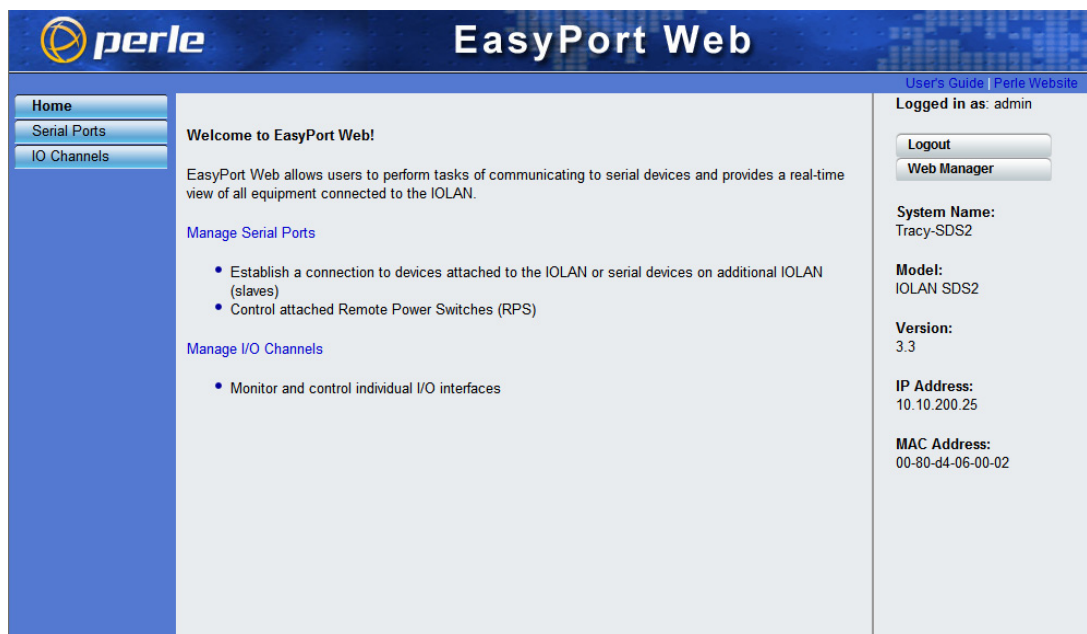 perle
EasyPort Web
User's Guide | Perle Website
Home
Serial Ports
IO Channels
Welcome to EasyPort Web!
EasyPort Web allows users to perform tasks of communicating to serial devices and provides a real-time
view of all equipment connected to the IOLAN.
Manage Serial Ports
• Establish a connection to devices attached to the IOLAN or serial devices on additional IOLAN
(slaves)
• Control attached Remote Power Switches (RPS)
Manage I/O Channels
• Monitor and control individual I/O interfaces
Logged in as: admin
Logout
Web Manager
System Name:
Tracy-SDS2
Model:
IOLAN SDS2
Version:
3.3
IP Address:
10.10.200.25
MAC Address:
00-80-d4-06-00-02